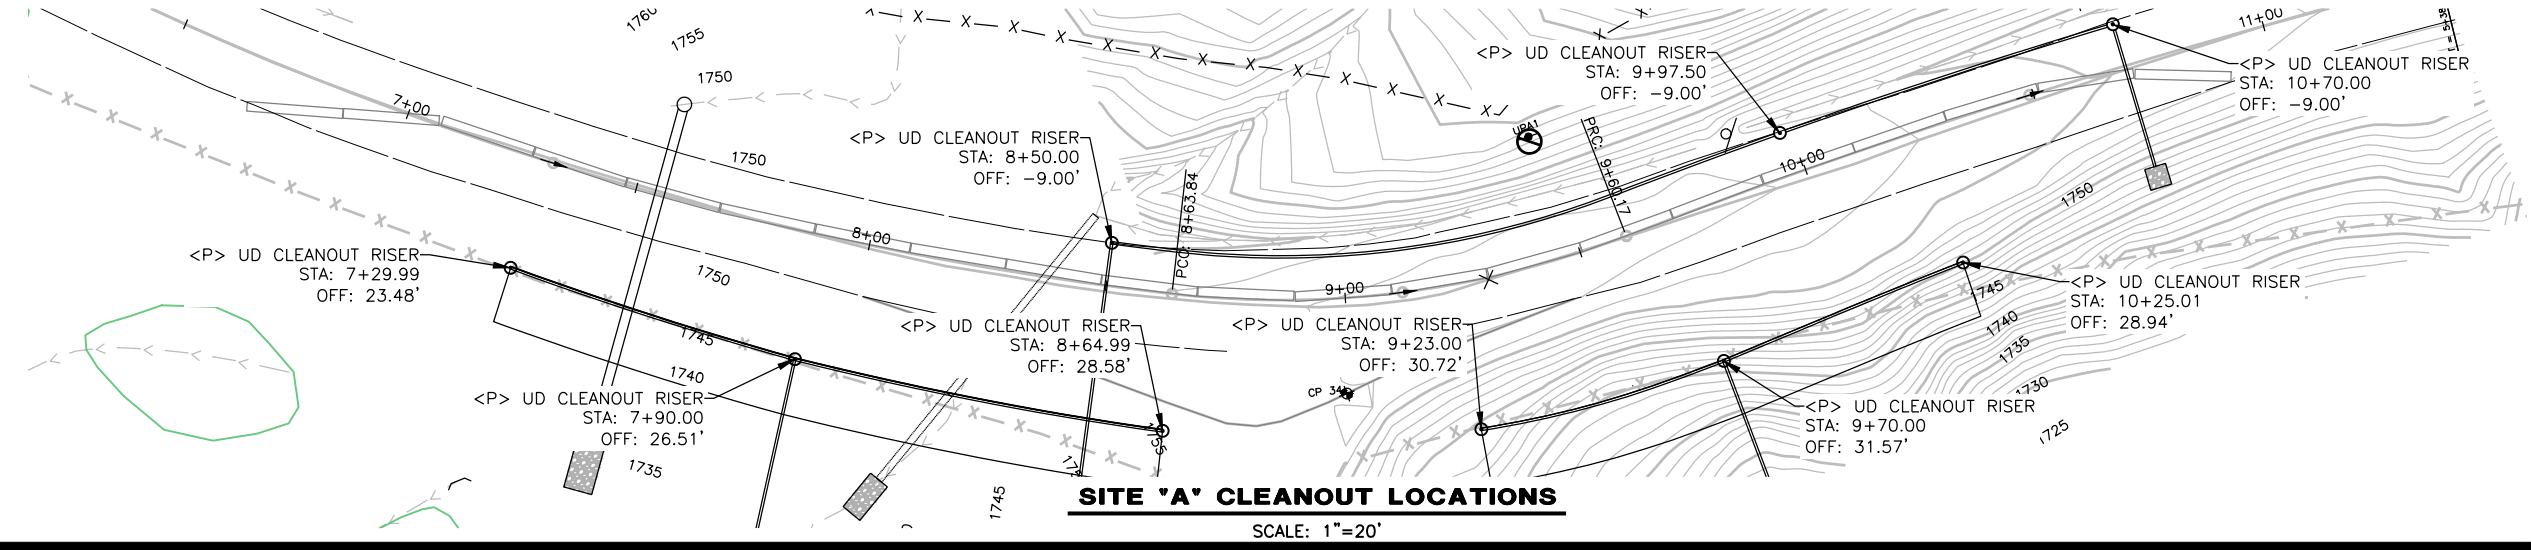 1760
1755
1750
11+00
<P> UD CLEANOUT RISER
STA: 9+97.50
OFF: -9.00'
<P> UD CLEANOUT RISER
STA: 10+70.00
OFF: -9.00'
7+00
UPA1
<P> UD CLEANOUT RISER
STA: 8+50.00
OFF: -9.00'
1750
PRC: 9+60.17
10+00
PCC: 8+63.84
1750
8+00
<P> UD CLEANOUT RISER
STA: 7+29.99
OFF: 23.48'
1750
9+00
1745
<P> UD CLEANOUT RISER
STA: 10+25.01
OFF: 28.94'
<P> UD CLEANOUT RISER
STA: 8+64.99
OFF: 28.58'
<P> UD CLEANOUT RISER
STA: 9+23.00
OFF: 30.72'
1745
1740
1740
1735
1730
CP 34
<P> UD CLEANOUT RISER
STA: 7+90.00
OFF: 26.51'
<P> UD CLEANOUT RISER
STA: 9+70.00
OFF: 31.57'
1725
1735
1745
SITE "A" CLEANOUT LOCATIONS
SCALE: 1"=20'